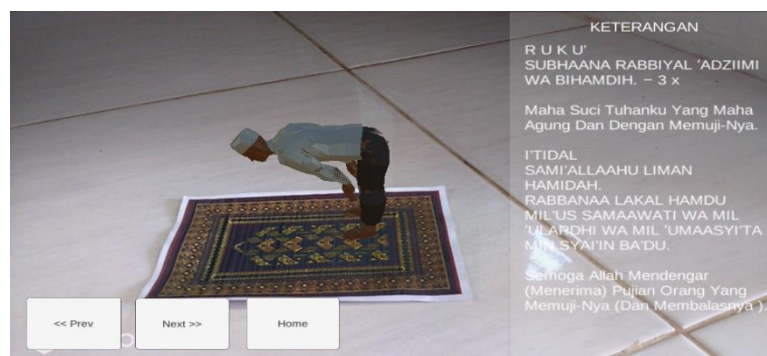 KETERANGAN
R U K U'
SUBHAANA RABBIYAL 'ADZIIMI
WA BIHAMDIH. – 3 x
Maha Suci Tuhanku Yang Maha
Agung Dan Dengan Memuji-Nya.
I'TIDAL
SAMI'ALLAAHU LIMAN
HAMIDAH.
RABBANAA LAKAL HAMDU
MIL'US SAMAAWATI WA MIL
'ULARDHI WA MIL 'UMAASYI'TA
MIN SYAI'IN BA'DU.
Semoga Allah Mendengar
(Menerima) Pujian Orang Yang
Memuji-Nya (Dan Membalasnya ).
<< Prev
Next >>
Home